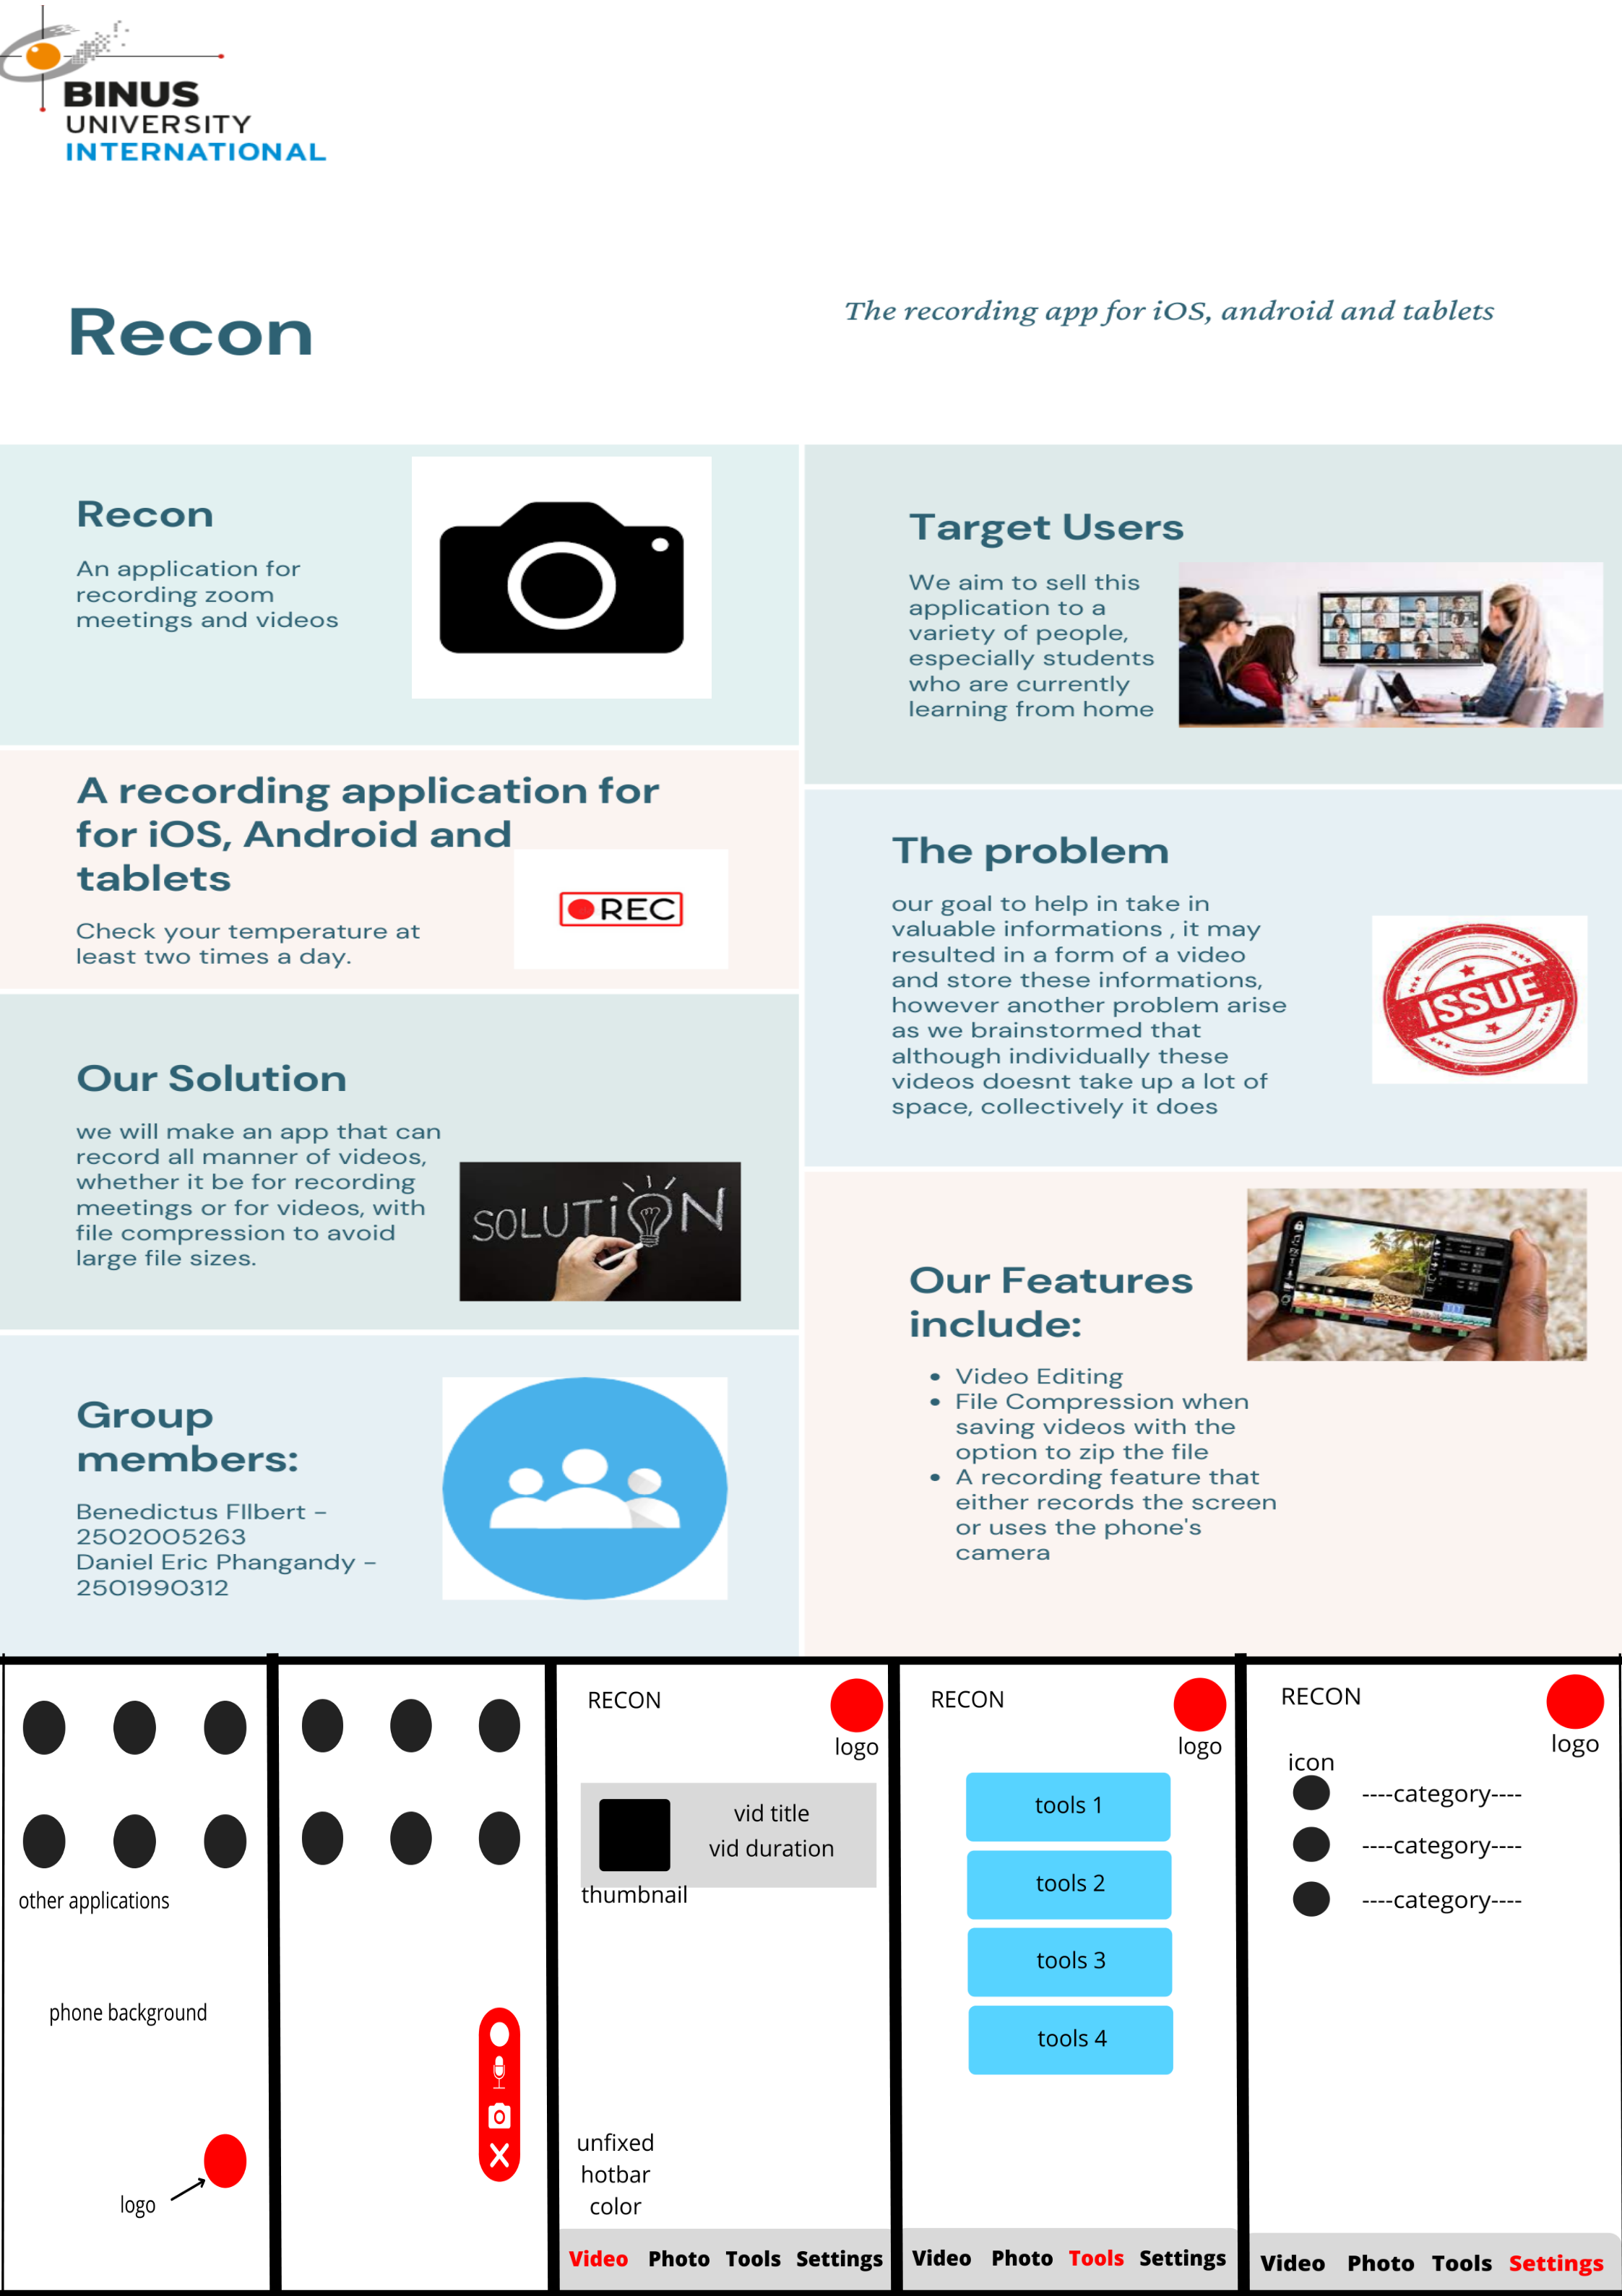 BINUS
UNIVERSITY
INTERNATIONAL
Recon
The recording app for iOS, android and tablets
Recon
An application for
recording zoom
meetings and videos
A recording application for
for iOS, Android and
tablets
Check your temperature at
least two times a day.
REC
Our Solution
we will make an app that can
record all manner of videos,
whether it be for recording
meetings or for videos, with
file compression to avoid
large file sizes.
SOLUTiON
Group
members:
Benedictus FIlbert –
2502005263
Daniel Eric Phangandy –
2501990312
Target Users
We aim to sell this
application to a
variety of people,
especially students
who are currently
learning from home
The problem
our goal to help in take in
valuable informations , it may
resulted in a form of a video
and store these informations,
however another problem arise
as we brainstormed that
although individually these
videos doesnt take up a lot of
space, collectively it does
ISSUE
Our Features
include:
• Video Editing
• File Compression when
saving videos with the
option to zip the file
• A recording feature that
either records the screen
or uses the phone's
camera
other applications
phone background
logo
RECON
logo
vid title
vid duration
thumbnail
unfixed
hotbar
color
Video Photo Tools Settings
RECON
logo
tools 1
tools 2
tools 3
tools 4
Video Photo Tools Settings
RECON
logo
icon
----category----
----category----
----category----
Video Photo Tools Settings